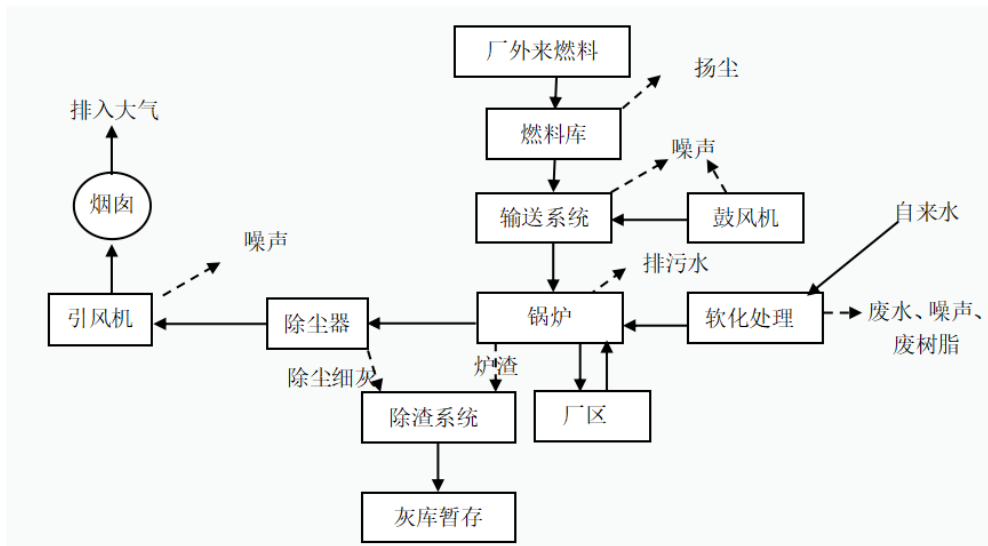 厂外来燃料
扬尘
排入大气
燃料库
噪声
烟囱
输送系统
鼓风机
自来水
噪声
排污水
引风机
除尘器
锅炉
软化处理
废水、噪声、
废树脂
除尘细灰
炉渣
除渣系统
厂区
灰库暂存